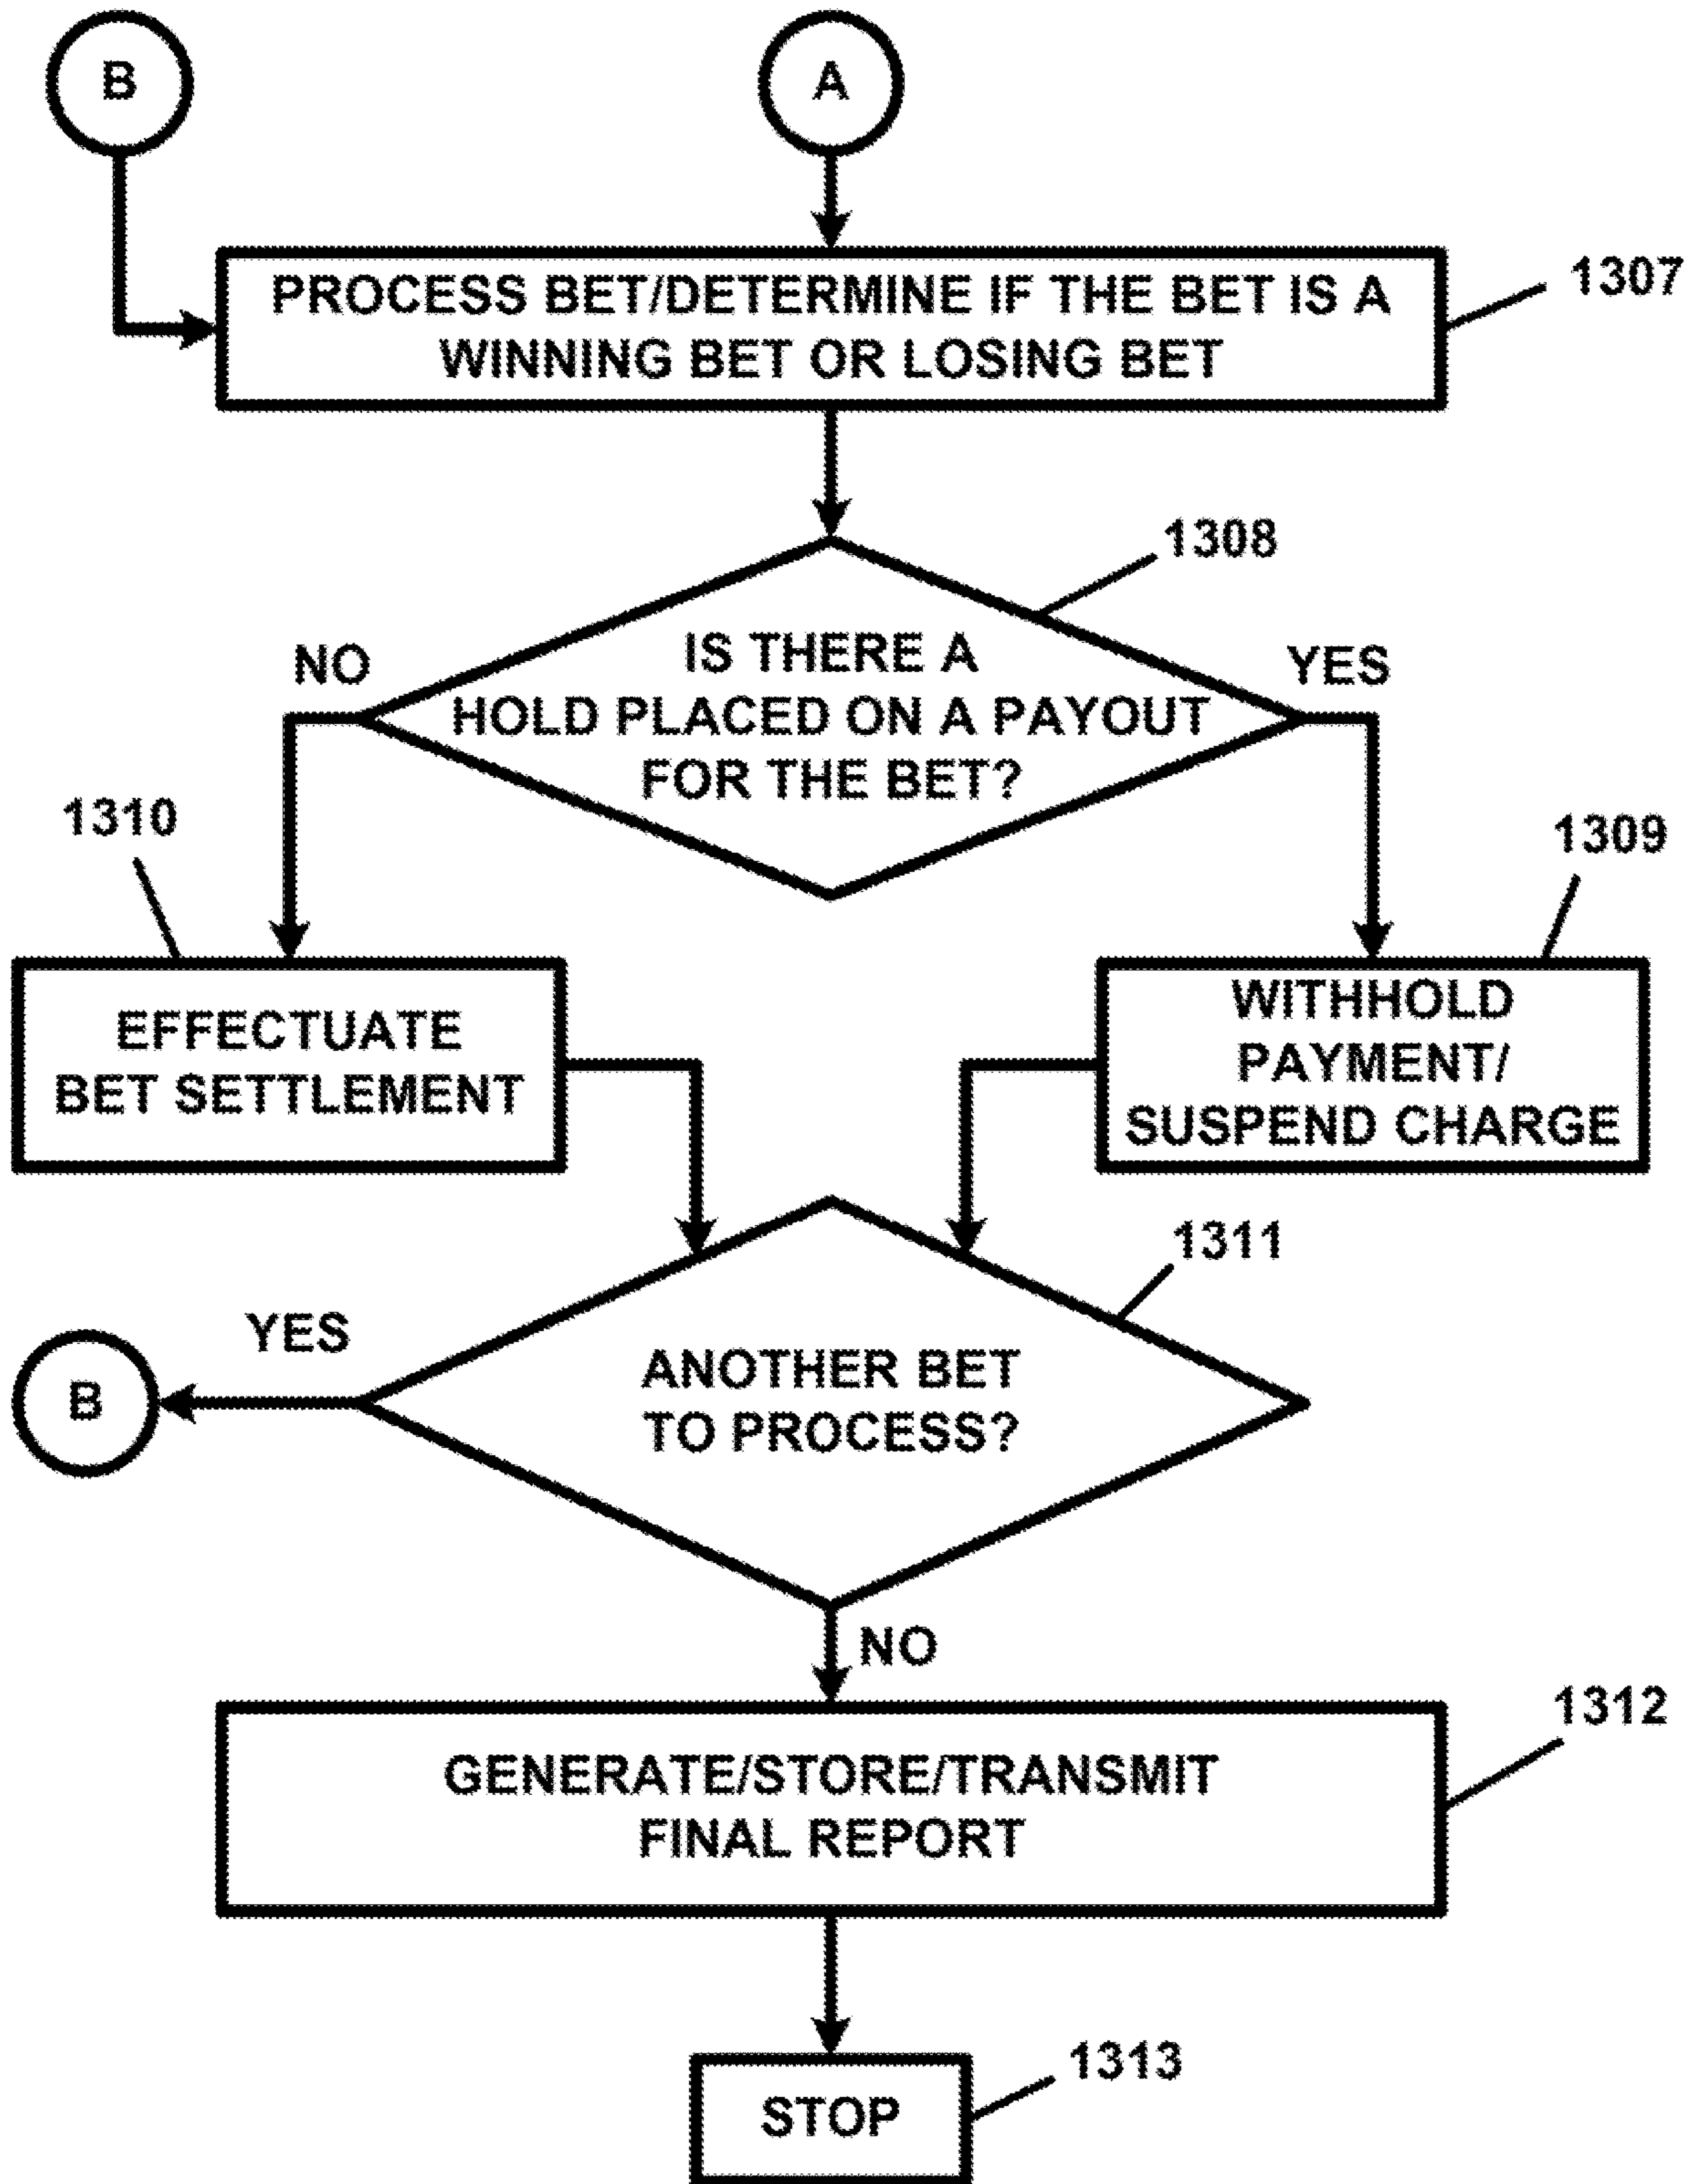 B
A
PROCESS BET/DETERMINE IF THE BET IS A
WINNING BET OR LOSING BET
1307
1308
IS THERE A
HOLD PLACED ON A PAYOUT
FOR THE BET?
NO
YES
1310
1309
EFFECTUATE
BET SETTLEMENT
WITHHOLD
PAYMENT/
SUSPEND CHARGE
1311
YES
B
ANOTHER BET
TO PROCESS?
NO
1312
GENERATE/STORE/TRANSMIT
FINAL REPORT
1313
STOP